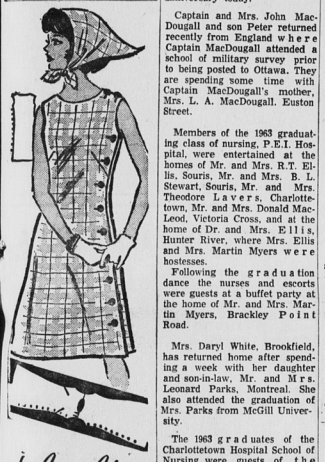 Captain and Mrs. John Mac-
Dougall and son Peter returned
recently from England where
Captain MacDougall attended a
school of military survey prior
to being posted to Ottawa. They
are spending some time with
Captain MacDougall's mother,
Mrs. L. A. MacDougall. Euston
Street.
Members of the 1963 graduat-
ing class of nursing, P.E.I. Hos-
pital, were entertained at the
homes of Mr. and Mrs. R.T. El-
lis, Souris, Mr. and Mrs. B. L.
Stewart, Souris, Mr. and Mrs.
Theodore Lavers, Charlotte-
town, Mr. and Mrs. Donald Mac-
Leod, Victoria Cross, and at the
home of Dr. and Mrs. Ellis,
Hunter River, where Mrs. Ellis
and Mrs. Martin Myers were
hostesses.
Following the graduation
dance the nurses and escorts
were guests at a buffet party at
the home of Mr. and Mrs. Mar-
tin Myers, Brackley Point
Road.
Mrs. Daryl White, Brookfield,
has returned home after spend-
ing a week with her daughter
and son-in-law, Mr. and Mrs.
Leonard Parks, Montreal. She
also attended the graduation of
Mrs. Parks from McGill Univer-
sity.
The 1963 graduates of the
Charlottetown Hospital School of
Nursing were guests of the